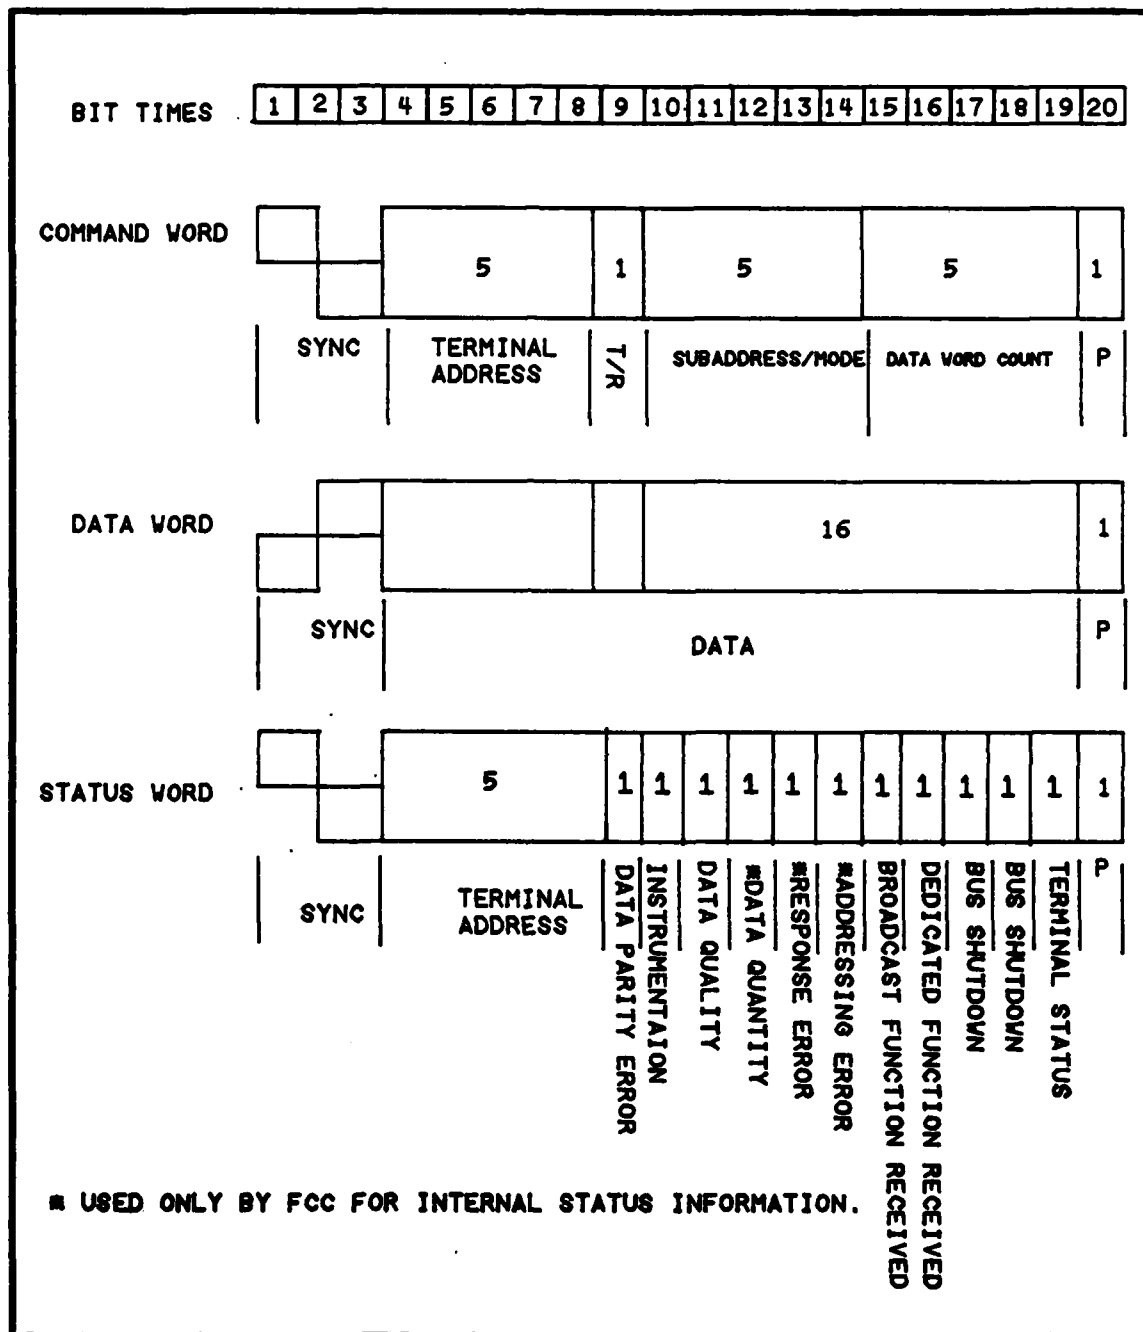 BIT TIMES 1 2 3 4 5 6 7 8 9 10 11 12 13 14 15 16 17 18 19 20
COMMAND WORD 5 1 5 5 1
SYNC TERMINAL ADDRESS T/R SUBADDRESS/MODE DATA WORD COUNT P
DATA WORD 16 1
SYNC DATA P
STATUS WORD 5 1 1 1 1 1 1 1 1 1 1 1 1
SYNC TERMINAL ADDRESS
DATA PARITY ERROR
INSTRUMENTAION
DATA QUALITY
*DATA QUANTITY
*RESPONSE ERROR
*ADDRESSING ERROR
BROADCAST FUNCTION RECEIVED
DEDICATED FUNCTION RECEIVED
BUS SHUTDOWN
BUS SHUTDOWN
TERMINAL STATUS
P
* USED ONLY BY FCC FOR INTERNAL STATUS INFORMATION.